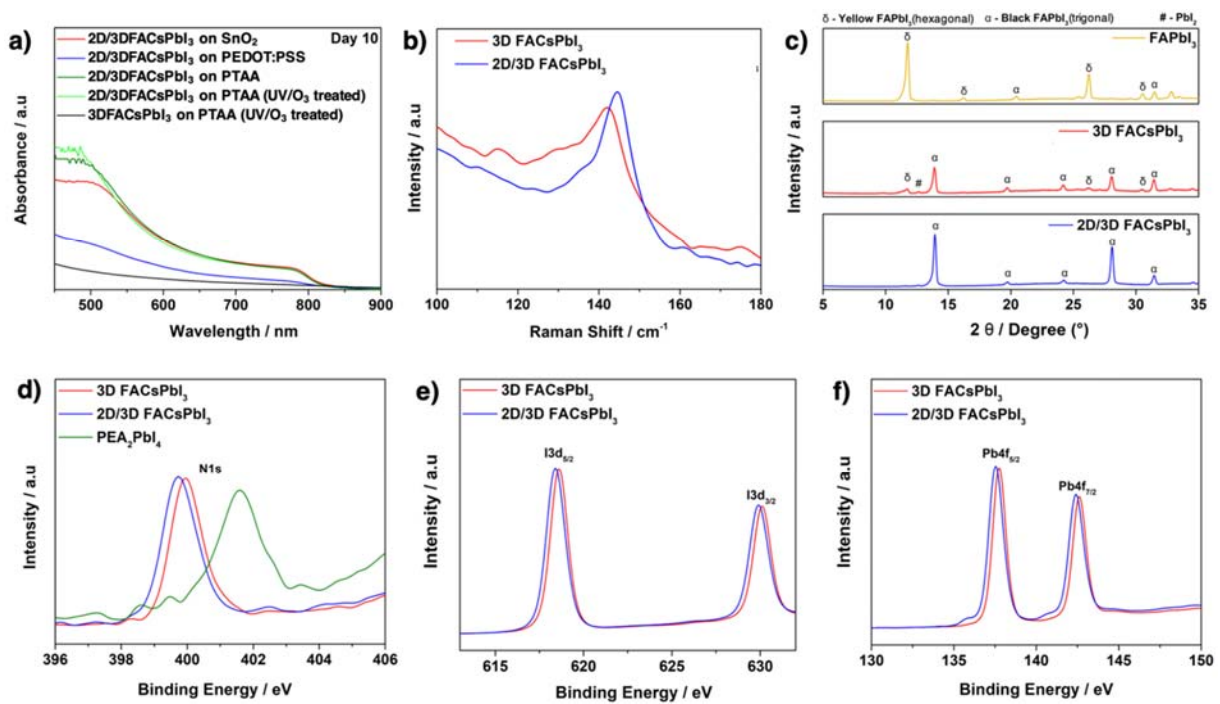 a)
2D/3DFACsPbI₃ on SnO₂
Day 10
2D/3DFACsPbI₃ on PEDOT:PSS
2D/3DFACsPbI₃ on PTAA
2D/3DFACsPbI₃ on PTAA (UV/O₃ treated)
3DFACsPbI₃ on PTAA (UV/O₃ treated)
Absorbance / a.u
500 600 700 800 900
Wavelength / nm
b)
3D FACsPbI₃
2D/3D FACsPbI₃
Intensity / a.u
100 120 140 160 180
Raman Shift / cm⁻¹
c)
δ - Yellow FAPbI₃(hexagonal) α - Black FAPbI₃(trigonal) # - PbI₂
FAPbI₃
δ δ α δ δ α
3D FACsPbI₃
δ # α α α δ α δ α
2D/3D FACsPbI₃
α α α α α
Intensity / a.u
5 10 15 20 25 30 35
2 θ / Degree (°)
d)
3D FACsPbI₃
2D/3D FACsPbI₃
PEA₂PbI₄
N1s
Intensity / a.u
396 398 400 402 404 406
Binding Energy / eV
e)
3D FACsPbI₃
2D/3D FACsPbI₃
I3d₅/₂
I3d₃/₂
Intensity / a.u
615 620 625 630
Binding Energy / eV
f)
3D FACsPbI₃
2D/3D FACsPbI₃
Pb4f₅/₂
Pb4f₇/₂
Intensity / a.u
130 135 140 145 150
Binding Energy / eV